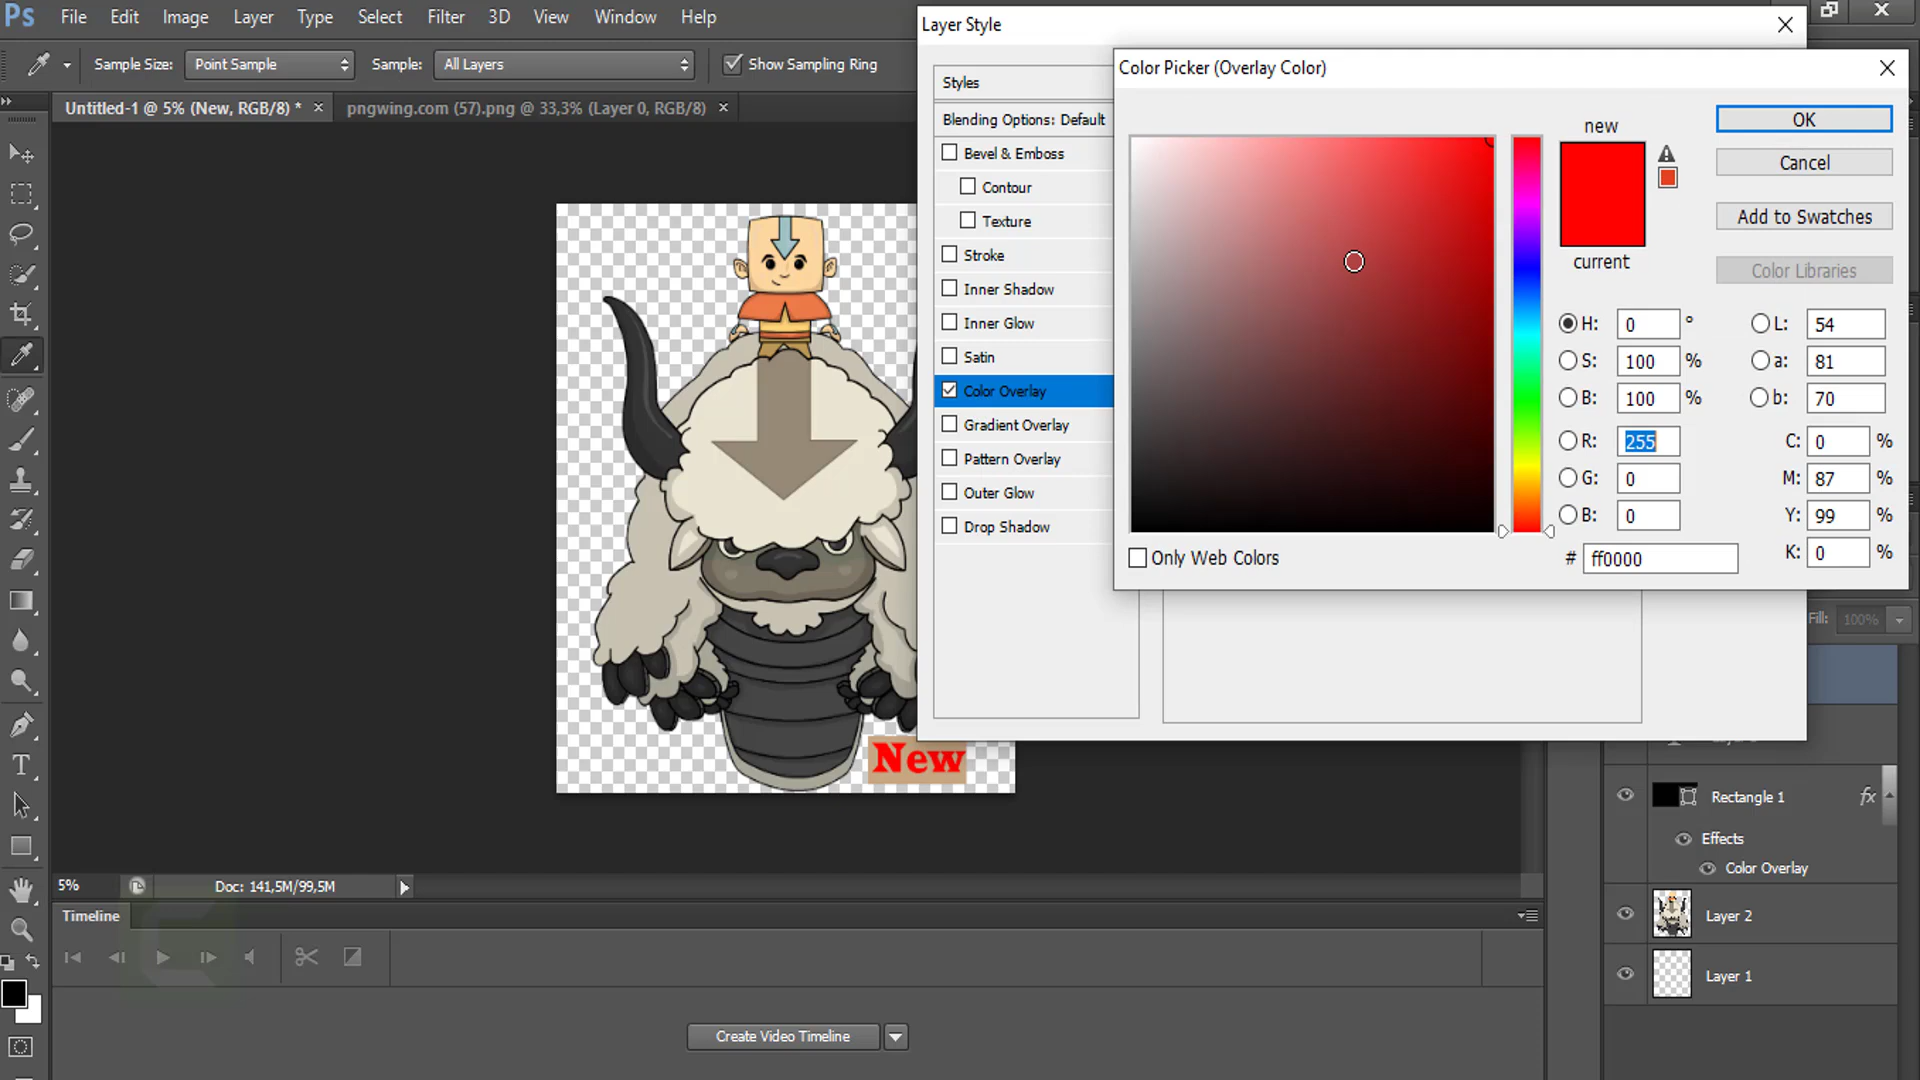 Ps File Edit Image Layer Type Select Filter 3D View Window Help
Layer Style
Sample Size: Point Sample Sample: All Layers Show Sampling Ring
Color Picker (Overlay Color)
Untitled-1 @ 5% (New, RGB/8) * × pngwing.com (57).png @ 33,3% (Layer 0, RGB/8) ×
Styles
Blending Options: Default
Bevel & Emboss
Contour
Texture
Stroke
Inner Shadow
Inner Glow
Satin
Color Overlay
Gradient Overlay
Pattern Overlay
Outer Glow
Drop Shadow
new
current
OK
Cancel
Add to Swatches
Color Libraries
H: 0 ° L: 54
S: 100 % a: 81
B: 100 % b: 70
R: 255 C: 0 %
G: 0 M: 87 %
B: 0 Y: 99 %
# ff0000 K: 0 %
Only Web Colors
Fill: 100%
New
Rectangle 1 fx
Effects
Color Overlay
Layer 2
Layer 1
5% Doc: 141,5M/99,5M
Timeline
Create Video Timeline
T